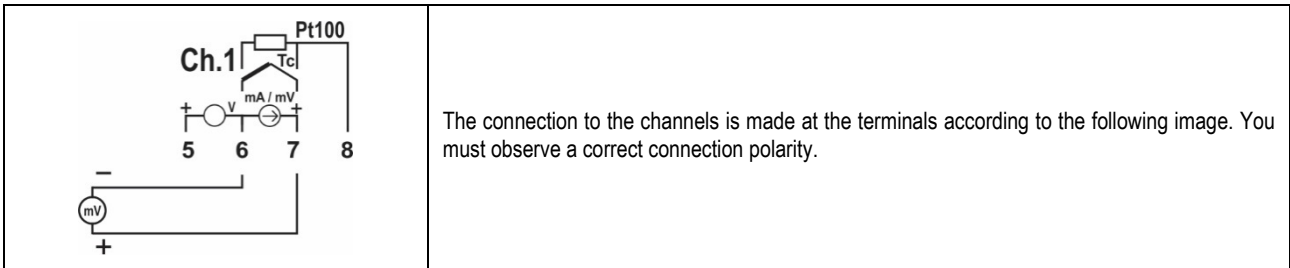 Pt100
Ch.1
Tc
mA / mV
+ V +
5 6 7 8
−
mV
+
The connection to the channels is made at the terminals according to the following image. You
must observe a correct connection polarity.